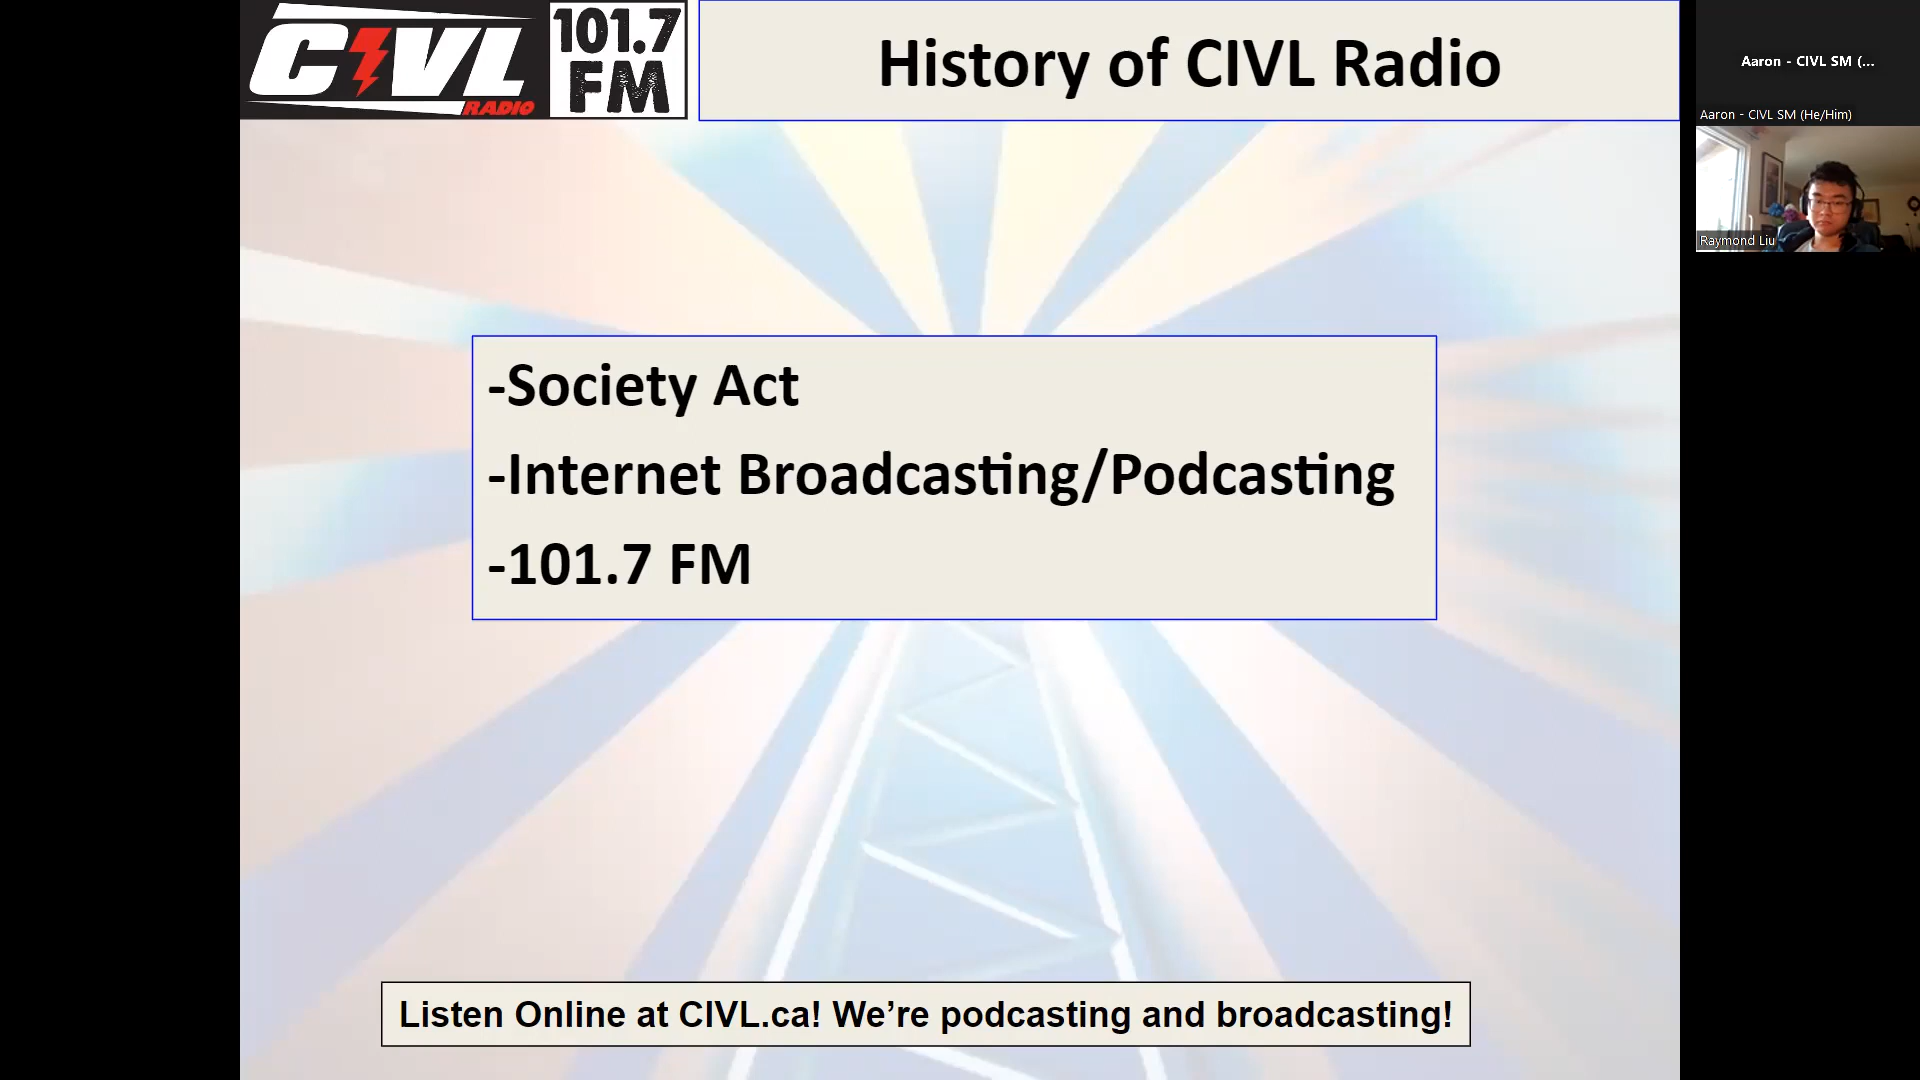 CIVL
RADIO
101.7
FM
History of CIVL Radio
-Society Act
-Internet Broadcasting/Podcasting
-101.7 FM
Listen Online at CIVL.ca! We’re podcasting and broadcasting!
Aaron - CIVL SM (...
Aaron - CIVL SM (He/Him)
Raymond Liu